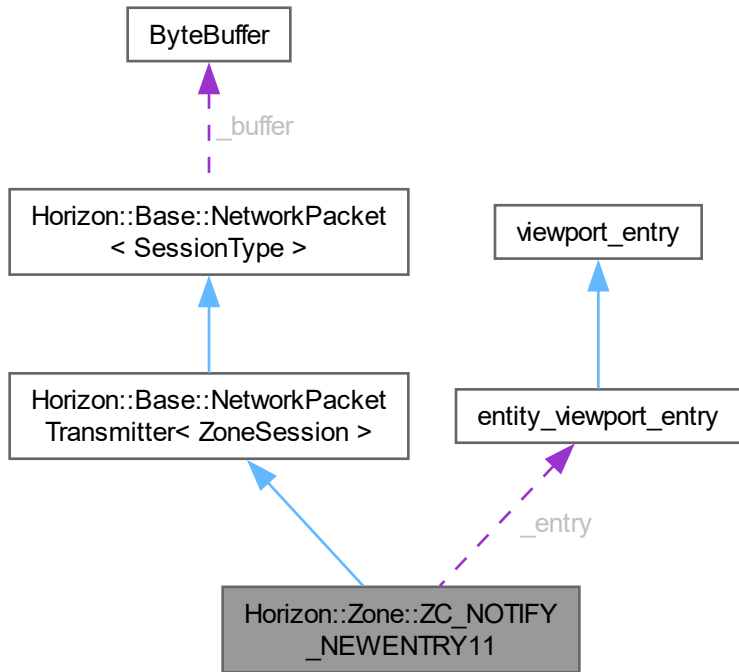 ByteBuffer
_buffer
Horizon::Base::NetworkPacket
< SessionType >
viewport_entry
Horizon::Base::NetworkPacket
Transmitter< ZoneSession >
entity_viewport_entry
_entry
Horizon::Zone::ZC_NOTIFY
_NEWENTRY11